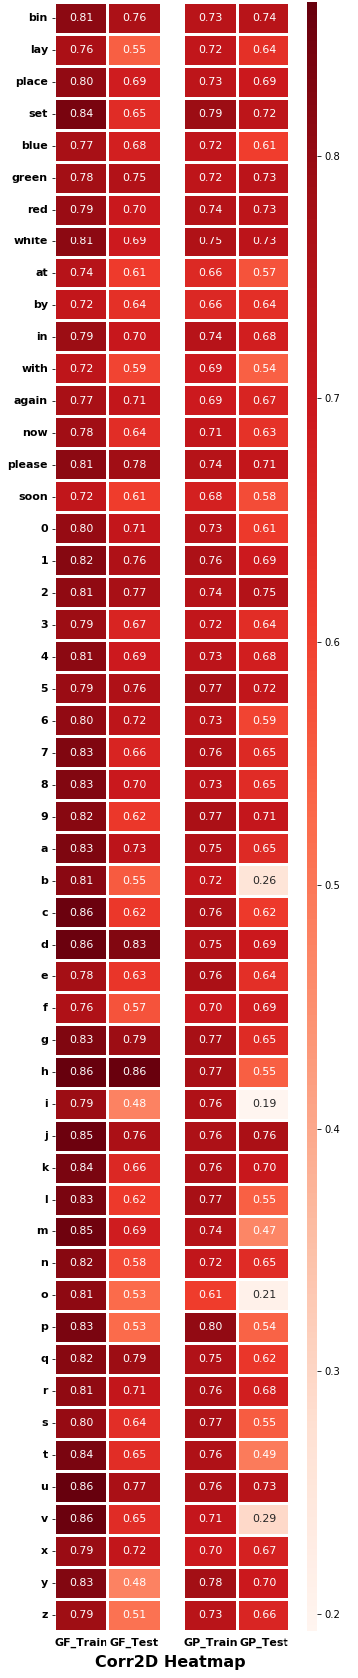 bin 0.81 0.76 0.73 0.74
lay 0.76 0.55 0.72 0.64
place 0.80 0.69 0.73 0.69
set 0.84 0.65 0.79 0.72
blue 0.77 0.68 0.72 0.61 0.8
green 0.78 0.75 0.72 0.73
red 0.79 0.70 0.74 0.73
white 0.81 0.69 0.75 0.73
at 0.74 0.61 0.66 0.57
by 0.72 0.64 0.66 0.64
in 0.79 0.70 0.74 0.68
with 0.72 0.59 0.69 0.54
again 0.77 0.71 0.69 0.67 0.7
now 0.78 0.64 0.71 0.63
please 0.81 0.78 0.74 0.71
soon 0.72 0.61 0.68 0.58
0 0.80 0.71 0.73 0.61
1 0.82 0.76 0.76 0.69
2 0.81 0.77 0.74 0.75
3 0.79 0.67 0.72 0.64
4 0.81 0.69 0.73 0.68 0.6
5 0.79 0.76 0.77 0.72
6 0.80 0.72 0.73 0.59
7 0.83 0.66 0.76 0.65
8 0.83 0.70 0.73 0.65
9 0.82 0.62 0.77 0.71
a 0.83 0.73 0.75 0.65
b 0.81 0.55 0.72 0.26 0.5
c 0.86 0.62 0.76 0.62
d 0.86 0.83 0.75 0.69
e 0.78 0.63 0.76 0.64
f 0.76 0.57 0.70 0.69
g 0.83 0.79 0.77 0.65
h 0.86 0.86 0.77 0.55
i 0.79 0.48 0.76 0.19
j 0.85 0.76 0.76 0.76 0.4
k 0.84 0.66 0.76 0.70
l 0.83 0.62 0.77 0.55
m 0.85 0.69 0.74 0.47
n 0.82 0.58 0.72 0.65
o 0.81 0.53 0.61 0.21
p 0.83 0.53 0.80 0.54
q 0.82 0.79 0.75 0.62 0.3
r 0.81 0.71 0.76 0.68
s 0.80 0.64 0.77 0.55
t 0.84 0.65 0.76 0.49
u 0.86 0.77 0.76 0.73
v 0.86 0.65 0.71 0.29
x 0.79 0.72 0.70 0.67
y 0.83 0.48 0.78 0.70
z 0.79 0.51 0.73 0.66 0.2
GF_Train GF_Test GP_Train GP_Test
Corr2D Heatmap